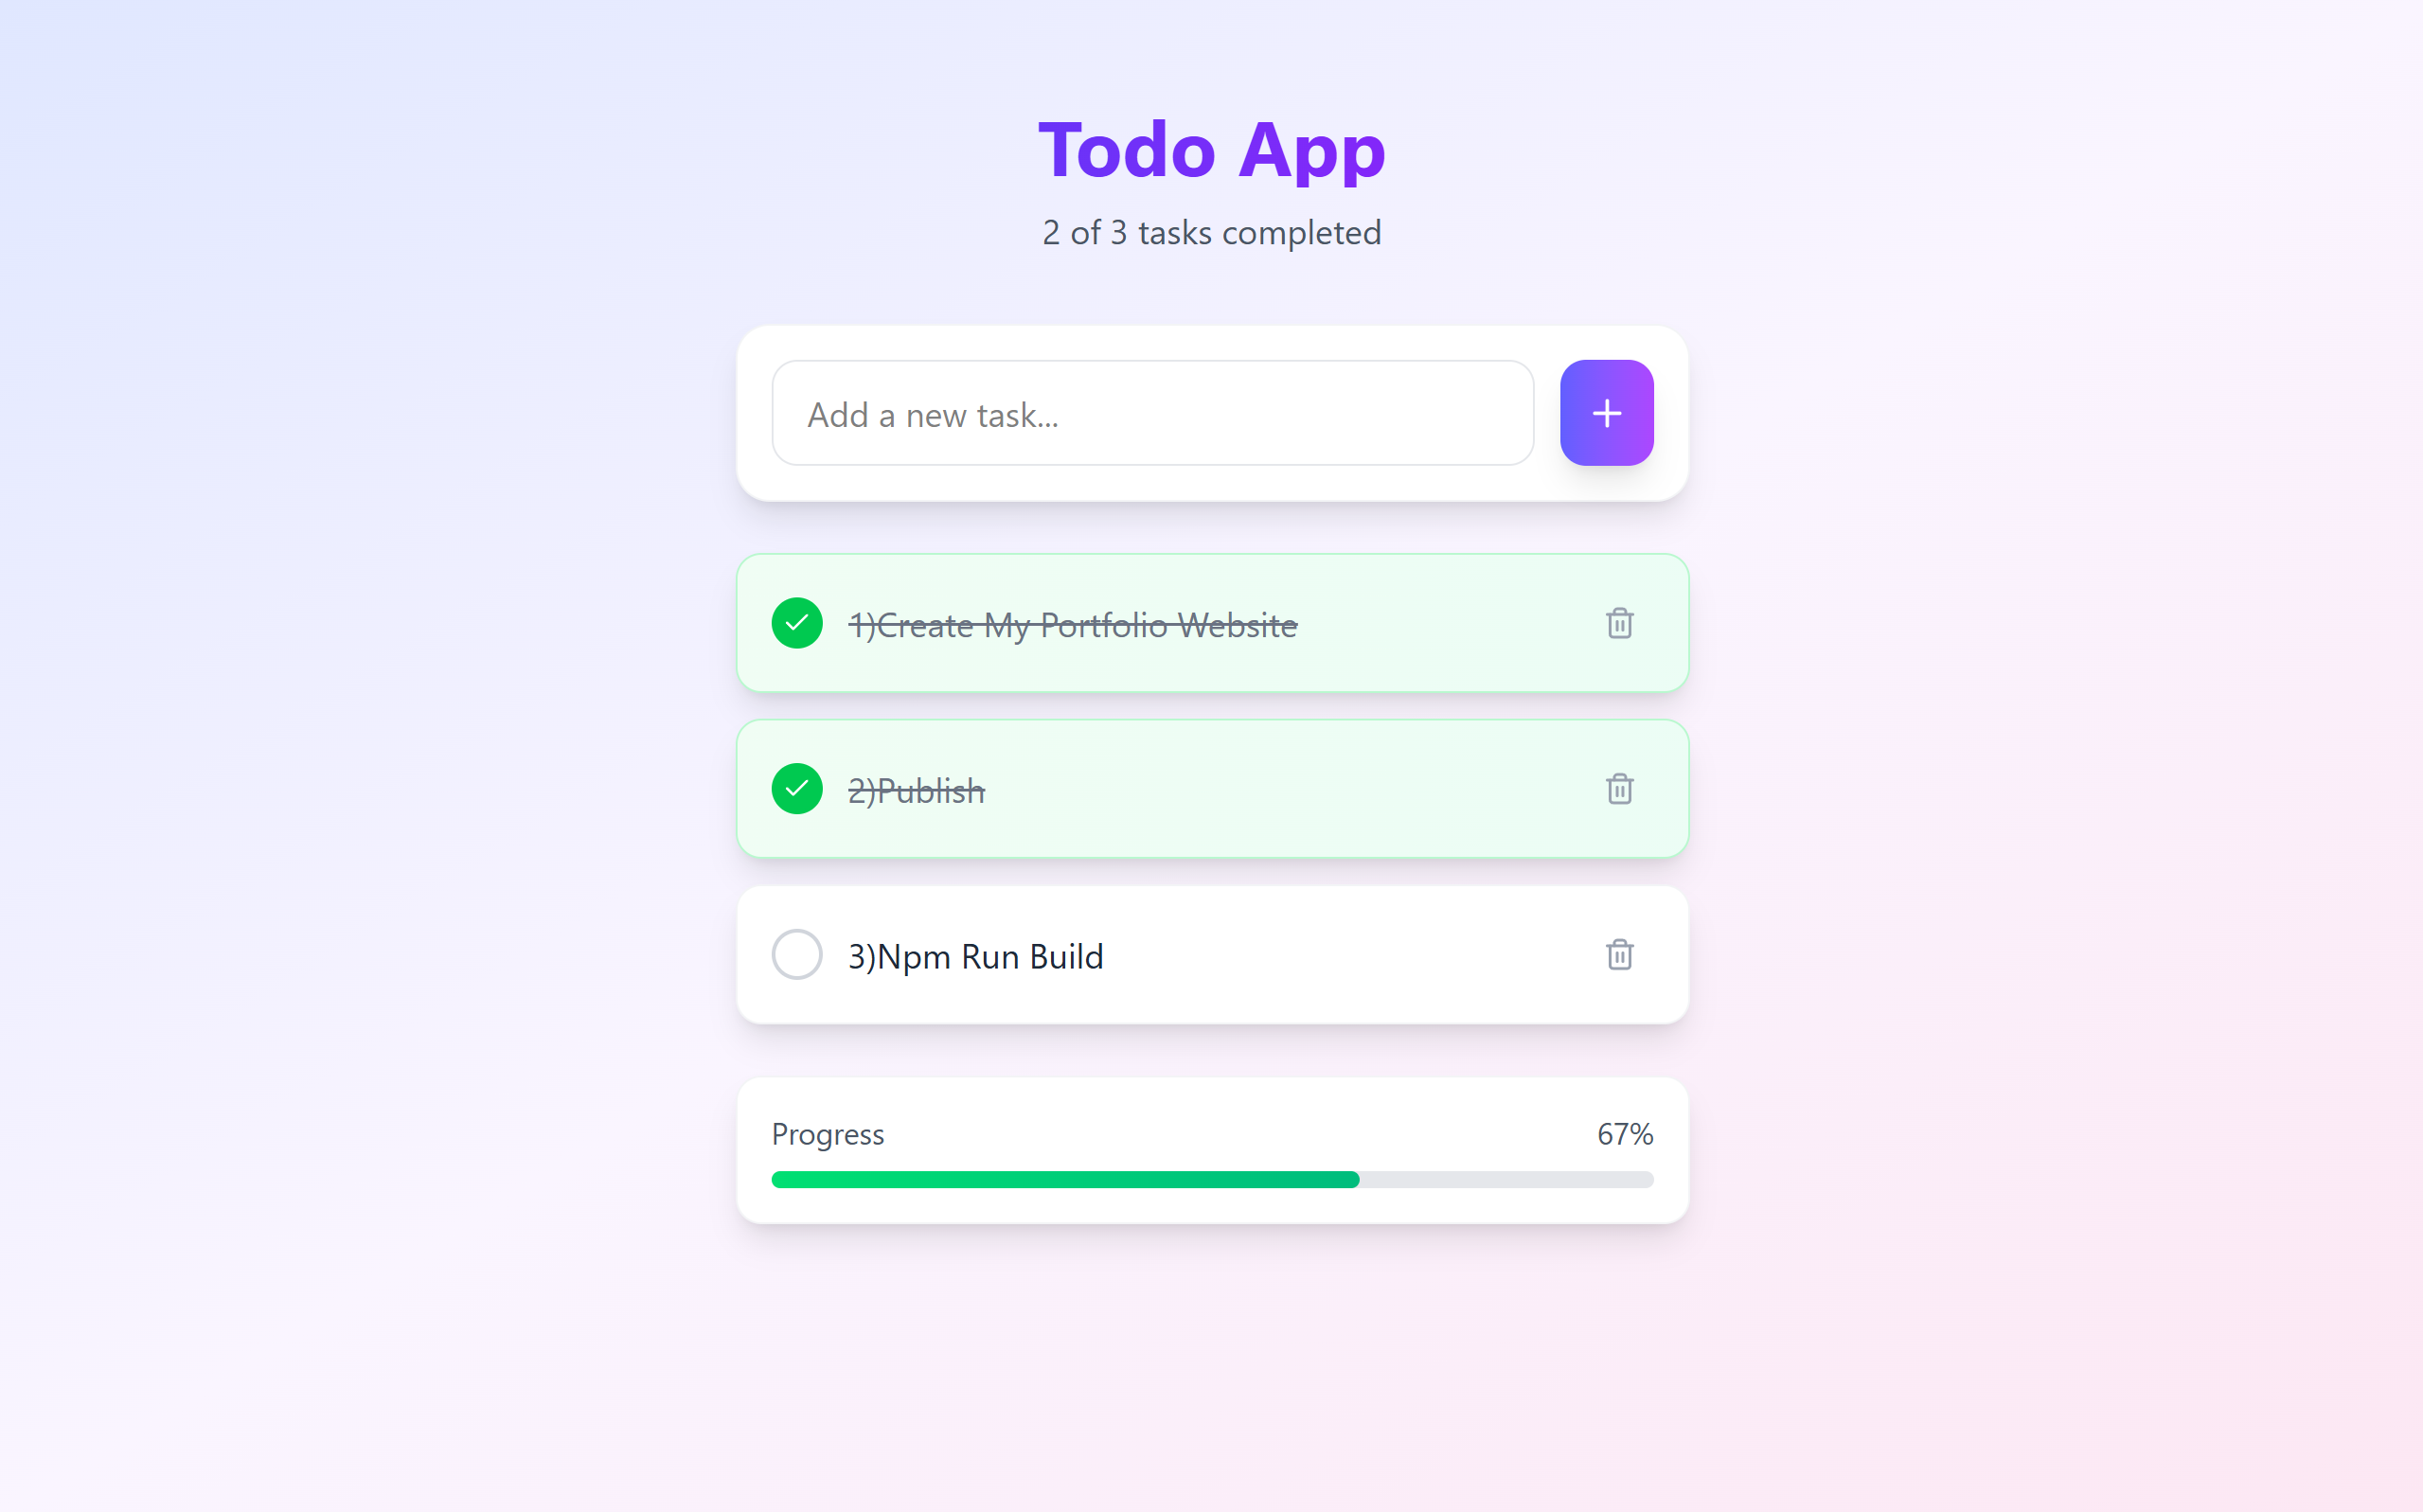 Todo App
2 of 3 tasks completed
Add a new task...
1)Create My Portfolio Website
2)Publish
3)Npm Run Build
Progress 67%